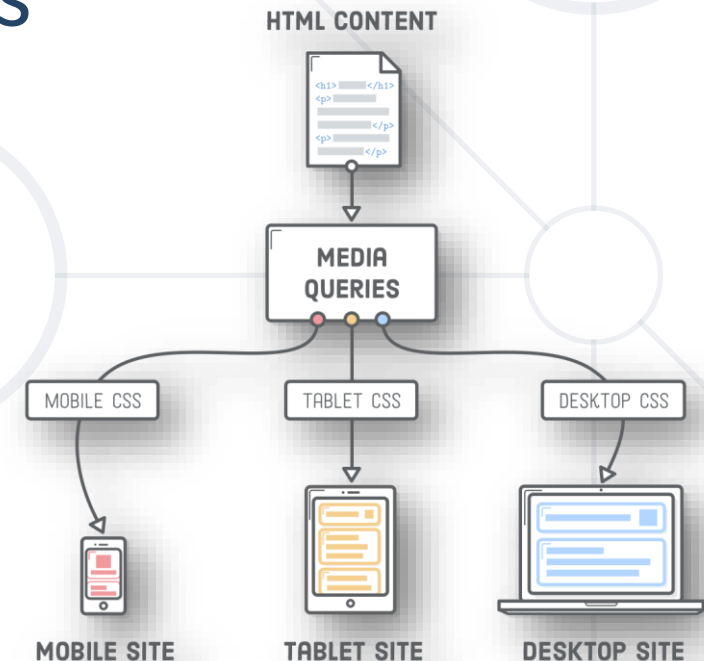 S
HTML CONTENT
<h1> </h1>
<p>
</p>
<p>
</p>
MEDIA
QUERIES
MOBILE CSS
TABLET CSS
DESKTOP CSS
MOBILE SITE
TABLET SITE
DESKTOP SITE